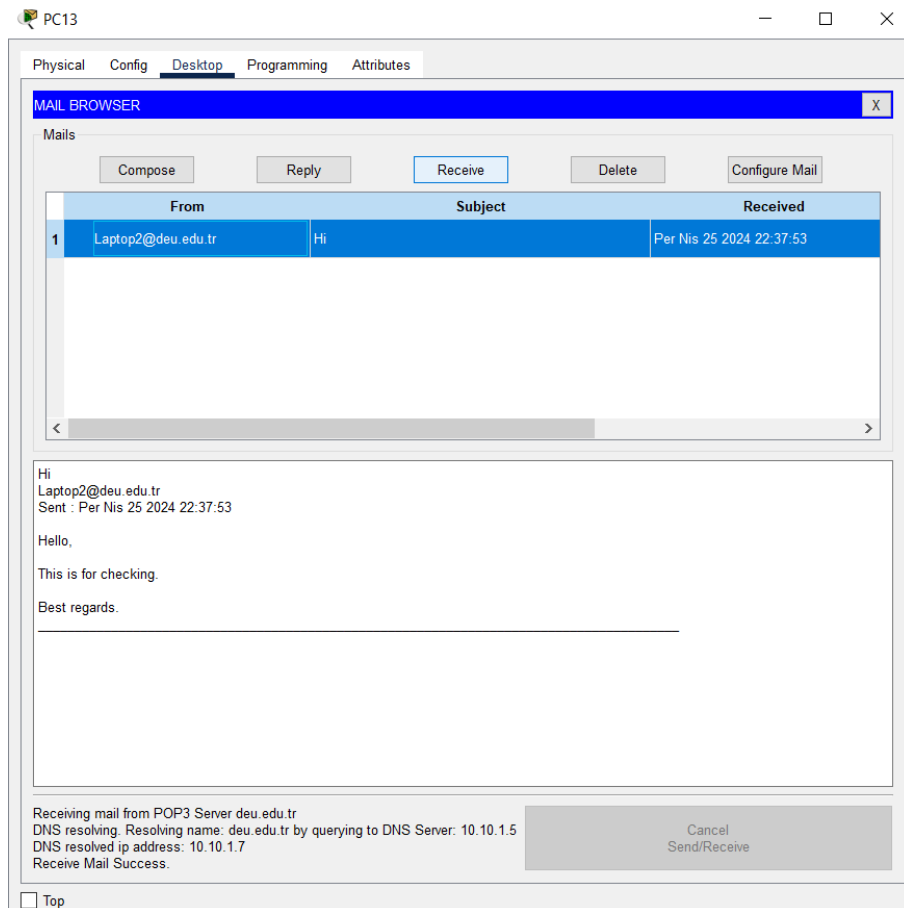 PC13
Physical Config Desktop Programming Attributes
MAIL BROWSER X
Mails
Compose Reply Receive Delete Configure Mail
From Subject Received
1 Laptop2@deu.edu.tr Hi Per Nis 25 2024 22:37:53
Hi
Laptop2@deu.edu.tr
Sent : Per Nis 25 2024 22:37:53
Hello,
This is for checking.
Best regards.
Receiving mail from POP3 Server deu.edu.tr
DNS resolving. Resolving name: deu.edu.tr by querying to DNS Server: 10.10.1.5
DNS resolved ip address: 10.10.1.7
Receive Mail Success.
Cancel
Send/Receive
Top